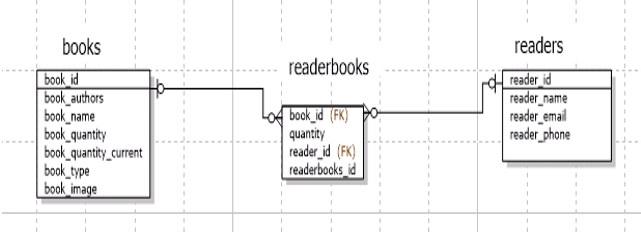 books
book_id
book_authors
book_name
book_quantity
book_quantity_current
book_type
book_image
readerbooks
book_id (FK)
quantity
reader_id (FK)
readerbooks_id
readers
reader_id
reader_name
reader_email
reader_phone